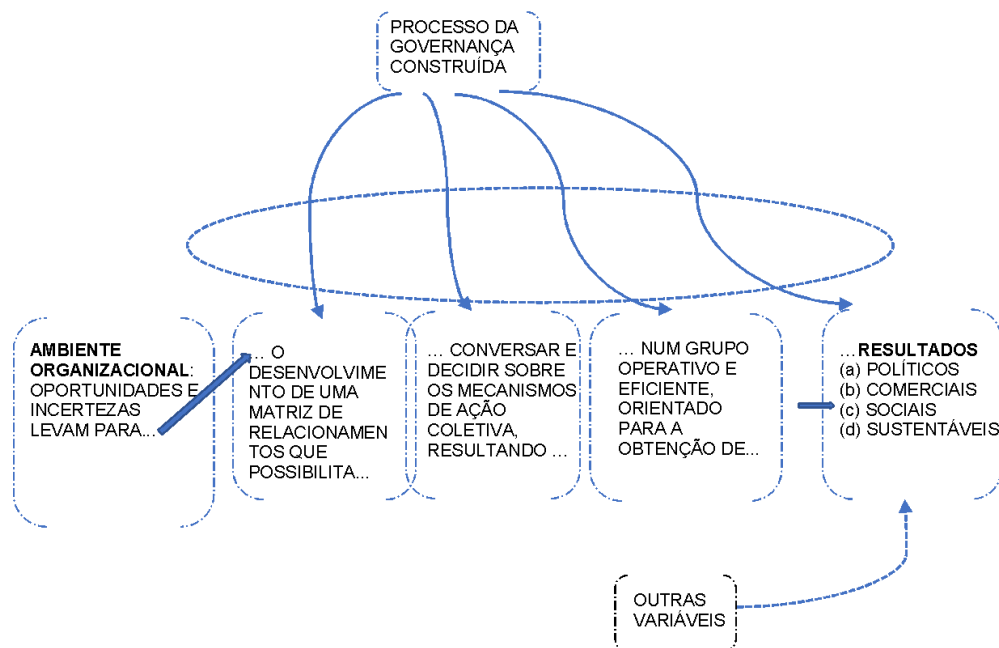 PROCESSO DA
GOVERNANÇA
CONSTRUÍDA
AMBIENTE
ORGANIZACIONAL:
OPORTUNIDADES E
INCERTEZAS
LEVAM PARA...
... O
DESENVOLVIME
NTO DE UMA
MATRIZ DE
RELACIONAMEN
TOS QUE
POSSIBILITA...
... CONVERSAR E
DECIDIR SOBRE
OS MECANISMOS
DE AÇÃO
COLETIVA,
RESULTANDO ...
... NUM GRUPO
OPERATIVO E
EFICIENTE,
ORIENTADO
PARA A
OBTENÇÃO DE...
...RESULTADOS
(a) POLÍTICOS
(b) COMERCIAIS
(c) SOCIAIS
(d) SUSTENTÁVEIS
OUTRAS
VARIÁVEIS